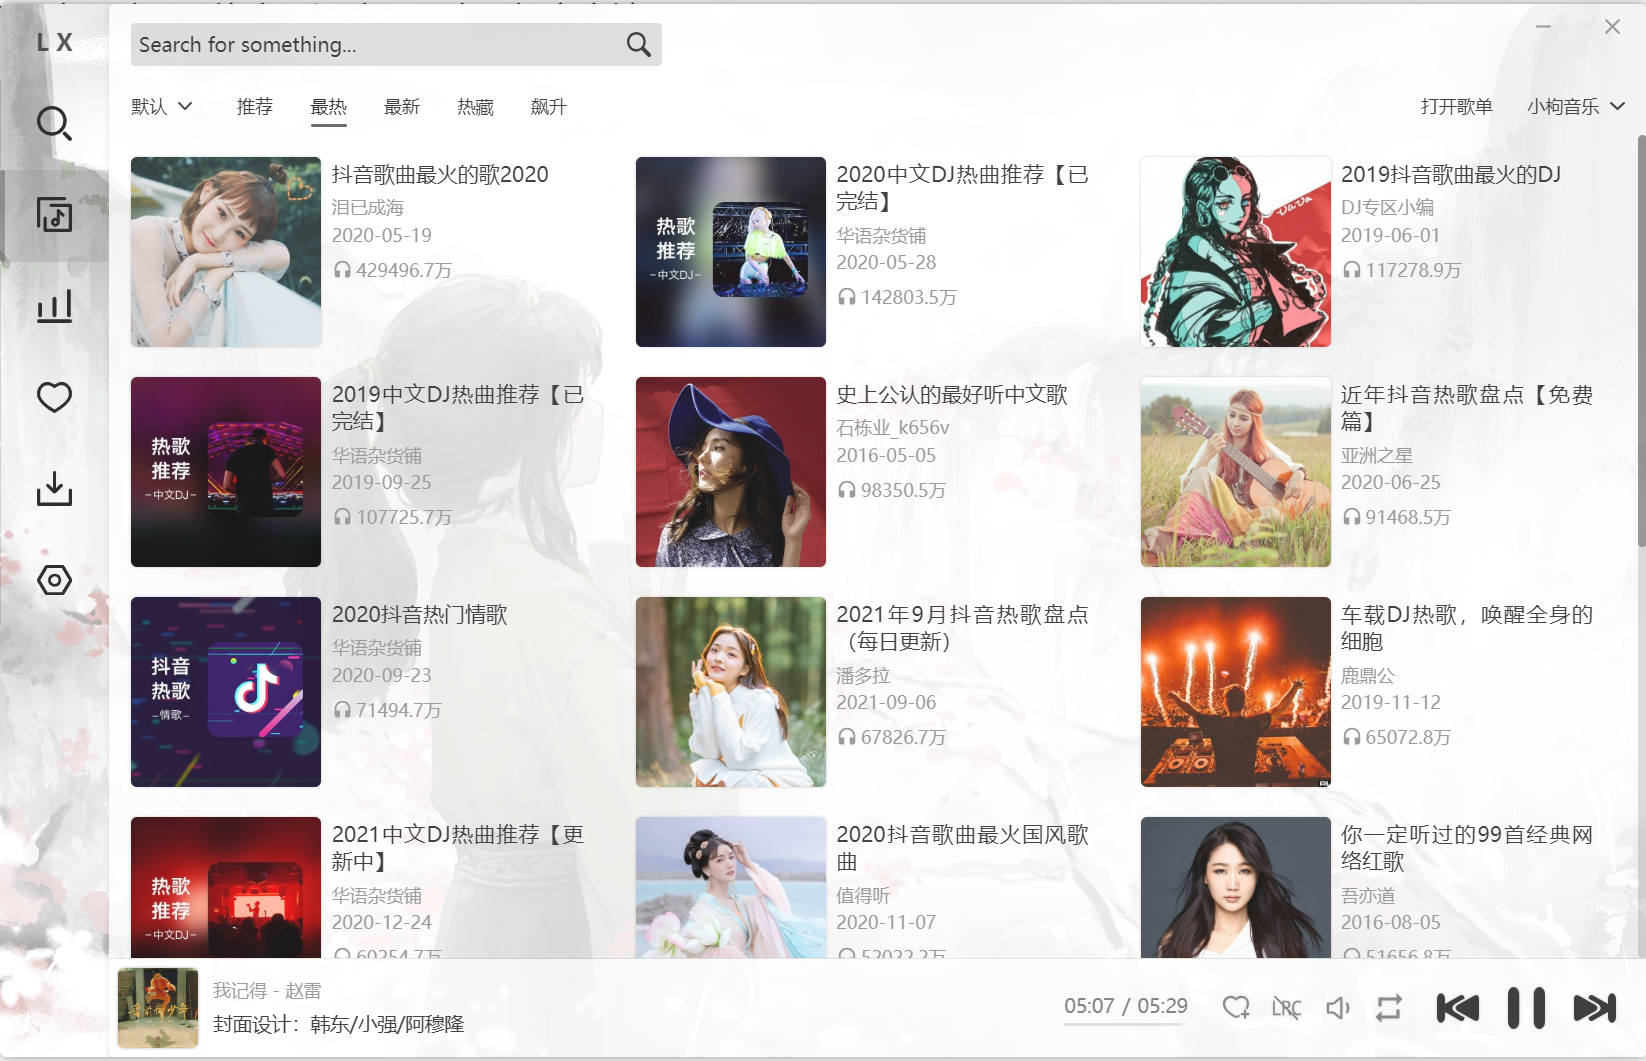 L X
Search for something...
默认
推荐
最热
最新
热藏
飙升
打开歌单
小枸音乐
抖音歌曲最火的歌2020
泪已成海
2020-05-19
429496.7万
热歌
推荐
–中文DJ–
2020中文DJ热曲推荐【已
完结】
华语杂货铺
2020-05-28
142803.5万
DaDa
2019抖音歌曲最火的DJ
DJ专区小编
2019-06-01
117278.9万
热歌
推荐
–中文DJ–
2019中文DJ热曲推荐【已
完结】
华语杂货铺
2019-09-25
107725.7万
史上公认的最好听中文歌
石栋业_k656v
2016-05-05
98350.5万
近年抖音热歌盘点【免费
篇】
亚洲之星
2020-06-25
91468.5万
抖音
热歌
–情歌–
2020抖音热门情歌
华语杂货铺
2020-09-23
71494.7万
2021年9月抖音热歌盘点
（每日更新）
潘多拉
2021-09-06
67826.7万
车载DJ热歌，唤醒全身的
细胞
鹿鼎公
2019-11-12
65072.8万
热歌
推荐
–中文DJ–
2021中文DJ热曲推荐【更
新中】
华语杂货铺
2020-12-24
60254.7万
2020抖音歌曲最火国风歌
曲
值得听
2020-11-07
52022.2万
你一定听过的99首经典网
络红歌
吾亦道
2016-08-05
51656.8万
我记得 - 赵雷
封面设计：韩东/小强/阿穆隆
05:07 / 05:29
LRC